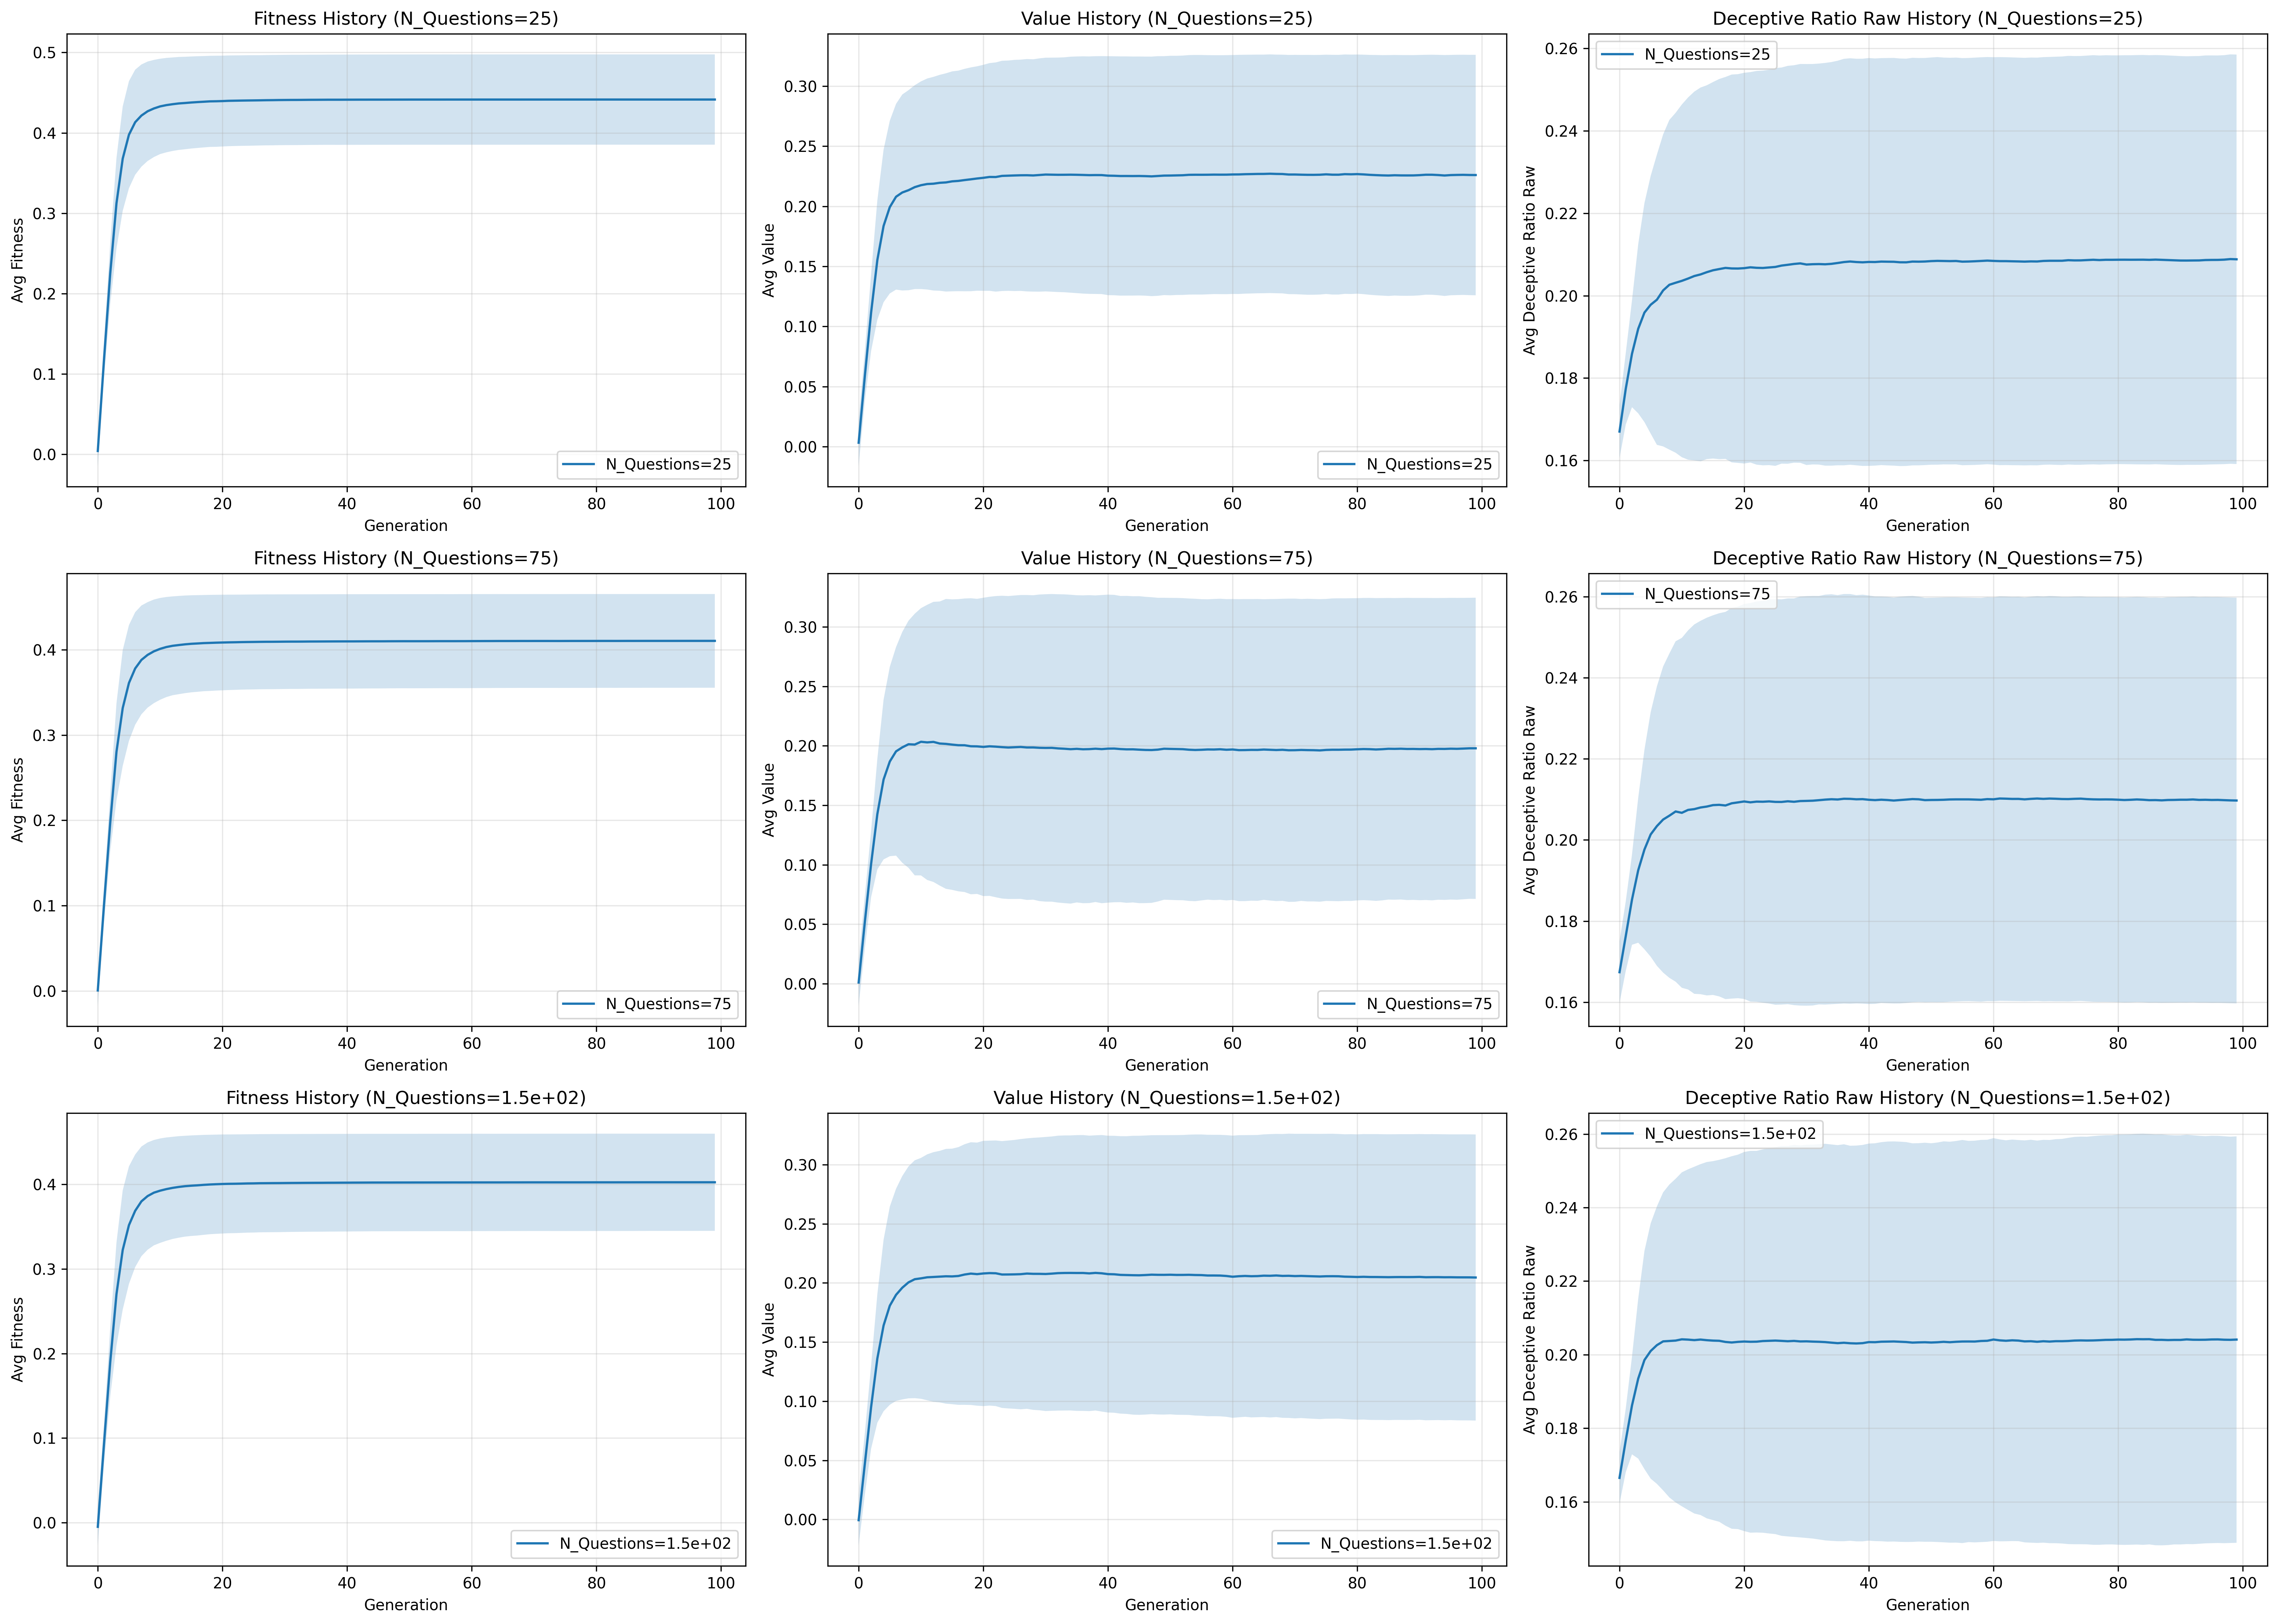 Fitness History (N_Questions=25)
0.5
0.4
0.3
0.2
0.1
0.0
Avg Fitness
N_Questions=25
0 20 40 60 80 100
Generation
Value History (N_Questions=25)
0.30
0.25
0.20
0.15
0.10
0.05
0.00
Avg Value
N_Questions=25
0 20 40 60 80 100
Generation
Deceptive Ratio Raw History (N_Questions=25)
N_Questions=25
0.26
0.24
0.22
0.20
0.18
0.16
Avg Deceptive Ratio Raw
0 20 40 60 80 100
Generation
Fitness History (N_Questions=75)
0.4
0.3
0.2
0.1
0.0
Avg Fitness
N_Questions=75
0 20 40 60 80 100
Generation
Value History (N_Questions=75)
0.30
0.25
0.20
0.15
0.10
0.05
0.00
Avg Value
N_Questions=75
0 20 40 60 80 100
Generation
Deceptive Ratio Raw History (N_Questions=75)
N_Questions=75
0.26
0.24
0.22
0.20
0.18
0.16
Avg Deceptive Ratio Raw
0 20 40 60 80 100
Generation
Fitness History (N_Questions=1.5e+02)
0.4
0.3
0.2
0.1
0.0
Avg Fitness
N_Questions=1.5e+02
0 20 40 60 80 100
Generation
Value History (N_Questions=1.5e+02)
0.30
0.25
0.20
0.15
0.10
0.05
0.00
Avg Value
N_Questions=1.5e+02
0 20 40 60 80 100
Generation
Deceptive Ratio Raw History (N_Questions=1.5e+02)
N_Questions=1.5e+02
0.26
0.24
0.22
0.20
0.18
0.16
Avg Deceptive Ratio Raw
0 20 40 60 80 100
Generation